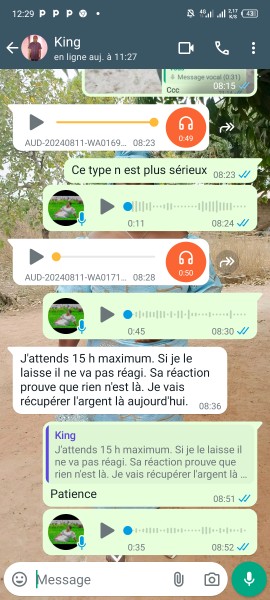 12:29 P P P
2,17 K/S 43
King
en ligne auj. à 11:27
Message vocal (0:31)
Ccc
08:15
0:49
AUD-20240811-WA0169... 08:23
Ce type n est plus sérieux 08:23
0:11 08:24
0:50
AUD-20240811-WA0171... 08:28
0:45 08:30
J'attends 15 h maximum. Si je le
laisse il ne va pas réagi. Sa réaction
prouve que rien n'est là. Je vais
récupérer l'argent là aujourd'hui. 08:36
King
J'attends 15 h maximum. Si je le laisse il
ne va pas réagi. Sa réaction prouve que
rien n'est là. Je vais récupérer l'argent là ...
Patience 08:51
0:35 08:52
Message